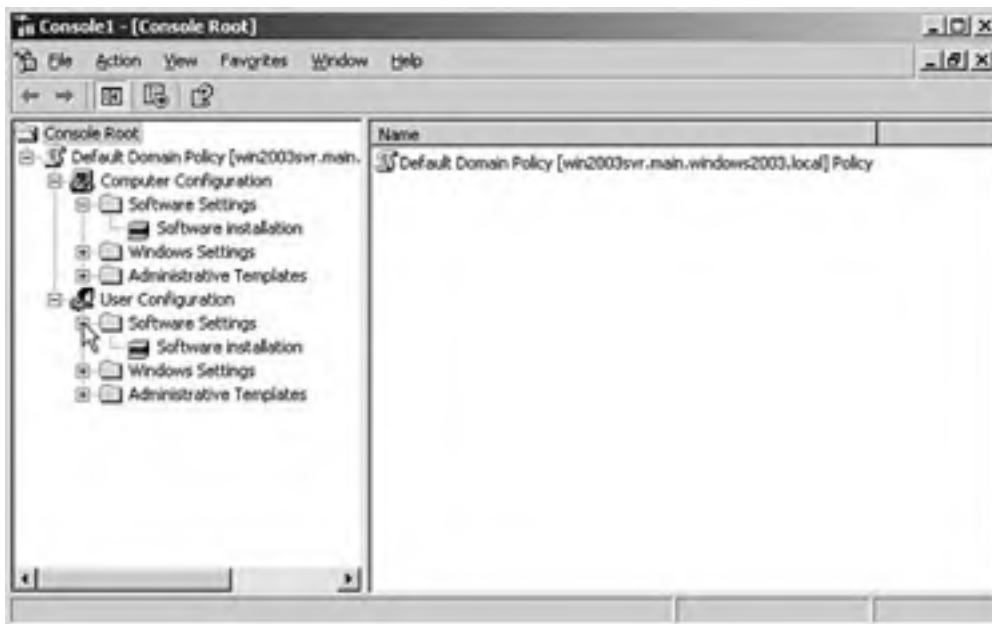 Console1 - [Console Root]
File Action View Favorites Window Help
Console Root
Name
Default Domain Policy [win2003svr.main.
Default Domain Policy [win2003svr.main.windows2003.local] Policy
Computer Configuration
Software Settings
Software installation
Windows Settings
Administrative Templates
User Configuration
Software Settings
Software installation
Windows Settings
Administrative Templates